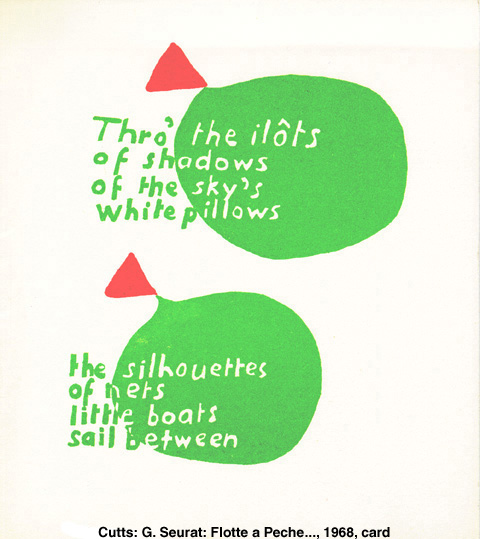 Thro' the ilôts
of shadows
of the sky's
white pillows
the silhouettes
of nets
little boats
sail between
Cutts: G. Seurat: Flotte a Peche..., 1968, card